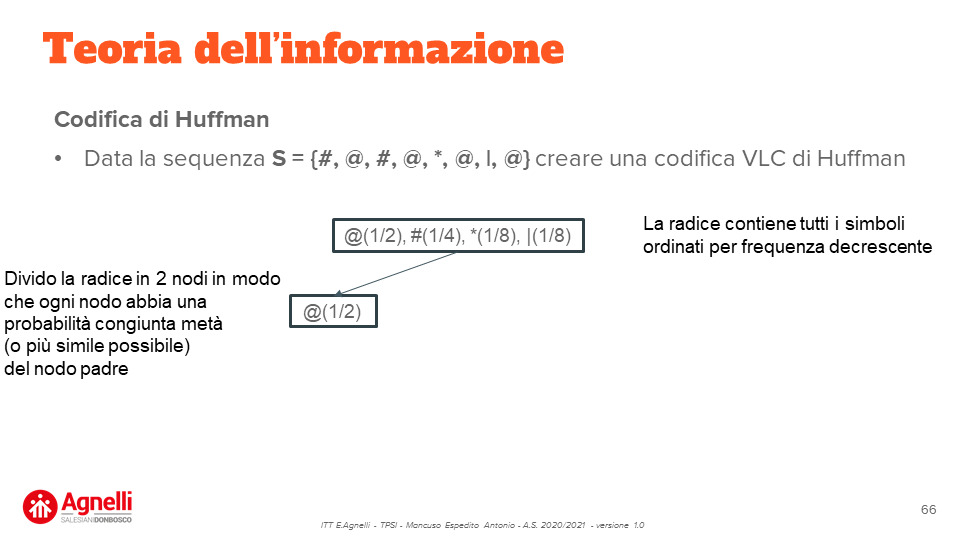 Teoria dell'informazione
Codifica di Huffman
• Data la sequenza S = {#, @, #, @, *, @, |, @} creare una codifica VLC di Huffman
@(1/2), #(1/4), *(1/8), |(1/8)
La radice contiene tutti i simboli
ordinati per frequenza decrescente
Divido la radice in 2 nodi in modo
che ogni nodo abbia una
probabilità congiunta metà
(o più simile possibile)
del nodo padre
@(1/2)
Agnelli
SALESIANI DONBOSCO
ITT E.Agnelli - TPSI - Mancuso Espedito Antonio - A.S. 2020/2021 - versione 1.0
66